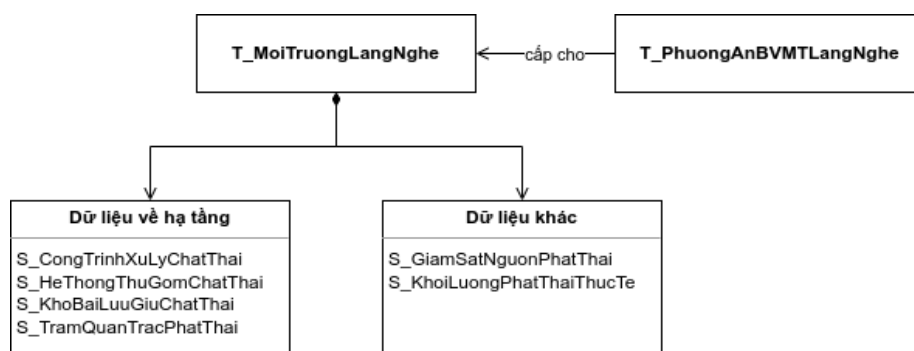 T_MoiTruongLangNghe
cấp cho
T_PhuongAnBVMTLangNghe
Dữ liệu về hạ tầng
S_CongTrinhXuLyChatThai
S_HeThongThuGomChatThai
S_KhoBaiLuuGiuChatThai
S_TramQuanTracPhatThai
Dữ liệu khác
S_GiamSatNguonPhatThai
S_KhoiLuongPhatThaiThucTe